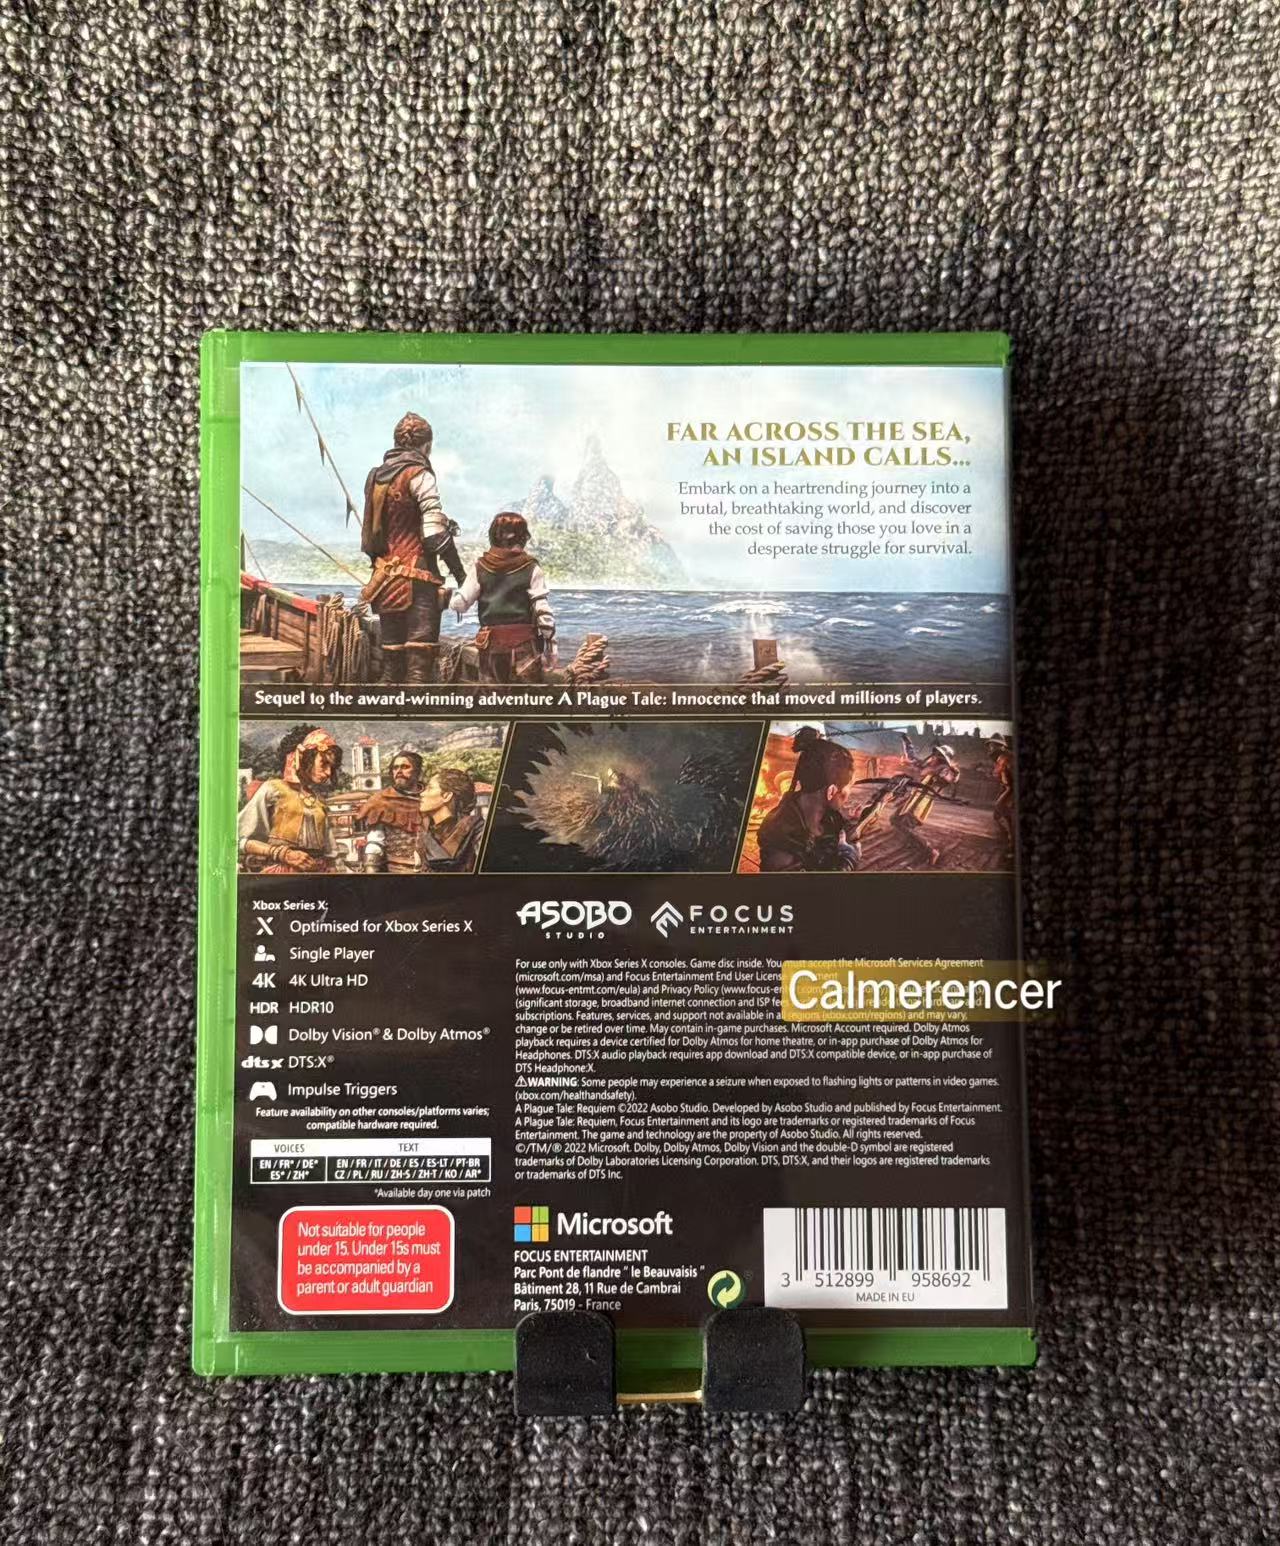 FAR ACROSS THE SEA,
AN ISLAND CALLS...
Embark on a heartrending journey into a
brutal, breathtaking world, and discover
the cost of saving those you love in a
desperate struggle for survival.
Sequel to the award-winning adventure A Plague Tale: Innocence that moved millions of players.
Xbox Series X:
X Optimised for Xbox Series X
Single Player
4K 4K Ultra HD
HDR HDR10
Dolby Vision® & Dolby Atmos®
dtsx DTS:X®
Impulse Triggers
Feature availability on other consoles/platforms varies;
compatible hardware required.
VOICES TEXT
EN / FR* / DE* EN / FR / IT / DE / ES / ES-LT / PT-BR
ES* / ZH* CZ / PL / RU / ZH-S / ZH-T / KO / AR*
*Available day one via patch
Not suitable for people
under 15. Under 15s must
be accompanied by a
parent or adult guardian
ASOBO
STUDIO
FOCUS
ENTERTAINMENT
For use only with Xbox Series X consoles. Game disc inside. You must accept the Microsoft Services Agreement
(microsoft.com/msa) and Focus Entertainment End User License
(www.focus-entmt.com/eula) and Privacy Policy
(significant storage, broadband internet connection and ISP
subscriptions. Features, services, and support not available in all regions (xbox.com/regions) and may vary,
change or be retired over time. May contain in-game purchases. Microsoft Account required. Dolby Atmos
playback requires a device certified for Dolby Atmos for home theatre, or in-app purchase of Dolby Atmos for
Headphones. DTS:X audio playback requires app download and DTS:X compatible device, or in-app purchase of
DTS Headphone:X.
⚠WARNING: Some people may experience a seizure when exposed to flashing lights or patterns in video games.
(xbox.com/healthandsafety).
A Plague Tale: Requiem ©2022 Asobo Studio. Developed by Asobo Studio and published by Focus Entertainment.
A Plague Tale: Requiem, Focus Entertainment and its logo are trademarks or registered trademarks of Focus
Entertainment. The game and technology are the property of Asobo Studio. All rights reserved.
©/TM/® 2022 Microsoft. Dolby, Dolby Atmos, Dolby Vision and the double-D symbol are registered
trademarks of Dolby Laboratories Licensing Corporation. DTS, DTS:X, and their logos are registered trademarks
or trademarks of DTS Inc.
Calmerencer
Microsoft
FOCUS ENTERTAINMENT
Parc Pont de flandre " le Beauvaisis "
Bâtiment 28, 11 Rue de Cambrai
Paris, 75019 - France
3 512899 958692
MADE IN EU